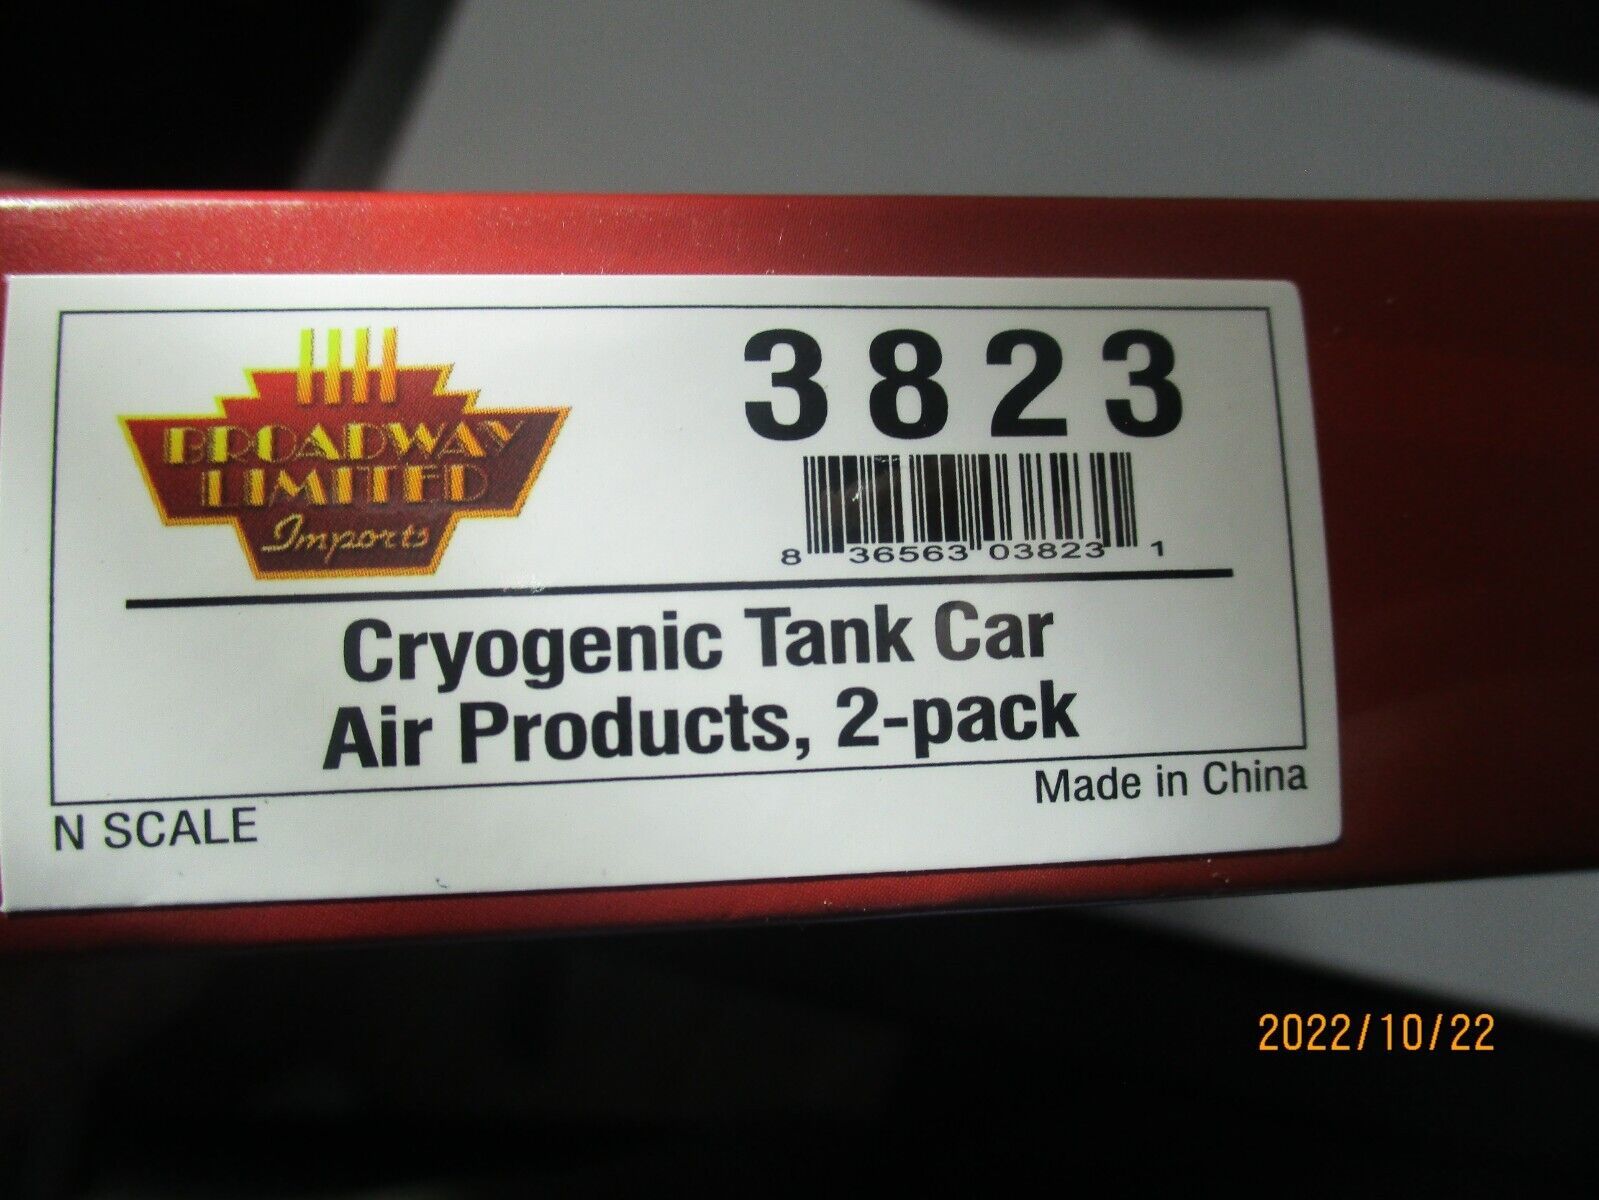 BROADWAY
LIMITED
Imports
3823
8 36563 03823 1
Cryogenic Tank Car
Air Products, 2-pack
Made in China
N SCALE
2022/10/22